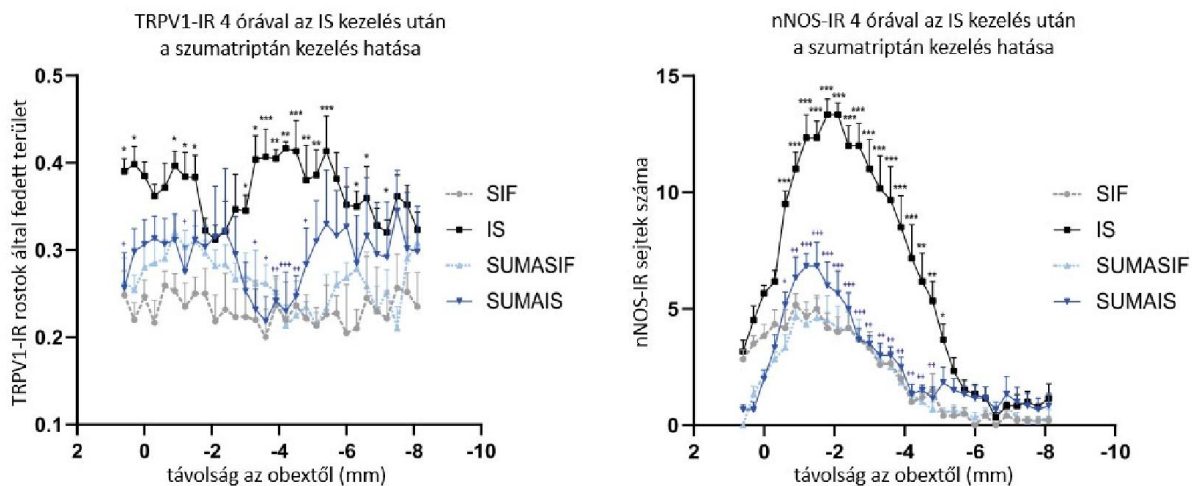 TRPV1-IR 4 órával az IS kezelés után
a szumatriptán kezelés hatása
TRPV1-IR rostok által fedett terület
0.5
0.4
0.3
0.2
0.1
2
0
-2
-4
-6
-8
-10
távolság az obextől (mm)
SIF
IS
SUMASIF
SUMAIS
nNOS-IR 4 órával az IS kezelés után
a szumatriptán kezelés hatása
nNOS-IR sejtek száma
15
10
5
0
2
0
-2
-4
-6
-8
-10
távolság az obextől (mm)
SIF
IS
SUMASIF
SUMAIS